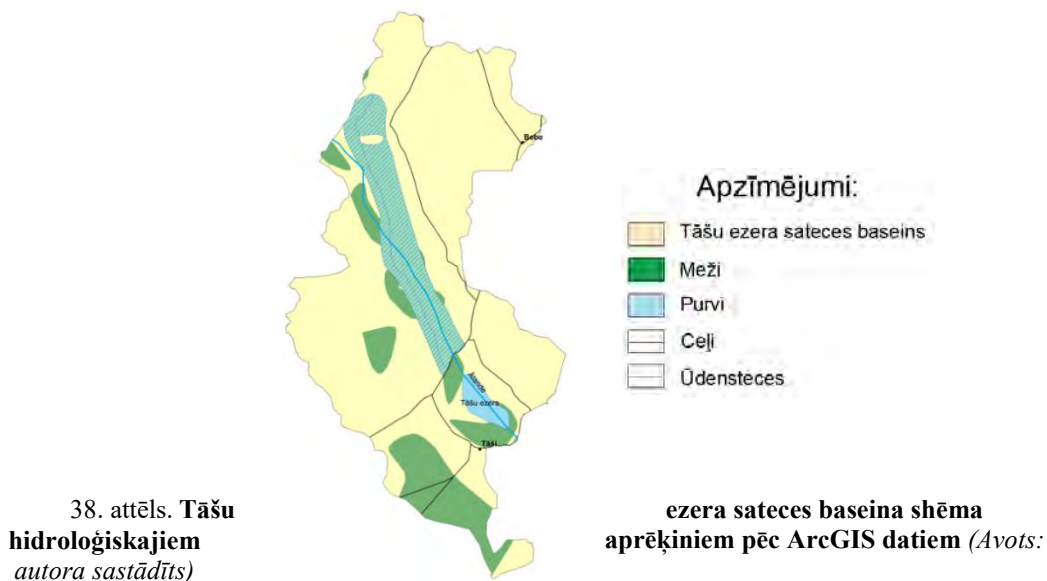 Bebe
Apzīmējumi:
Tāšu ezera sateces baseins
Meži
Purvi
Ceļi
Ūdensteces
Ālande
Tāšu ezers
Tāši
38. attēls. Tāšu ezera sateces baseina shēma
hidroloģiskajiem aprēķiniem pēc ArcGIS datiem (Avots:
autora sastādīts)